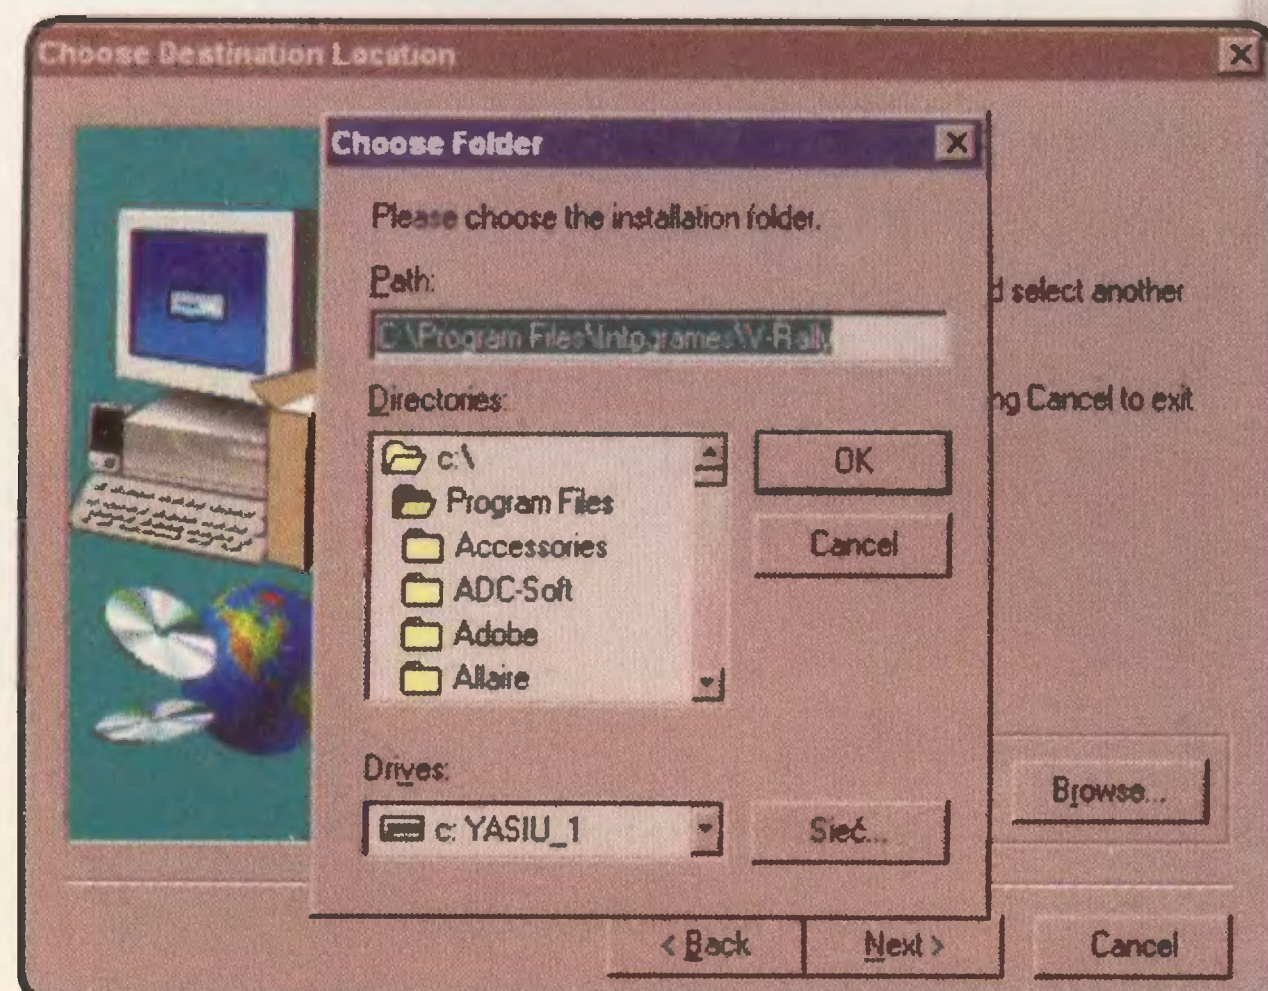 Choose Destination Location
Choose Folder
Please choose the installation folder.
d select another
Path:
C:\Program Files\Infogrames\V-Rally
ng Cancel to exit
Directories:
c:\
Program Files
Accessories
ADC-Soft
Adobe
Allaire
OK
Cancel
Drives:
c: YASIU_1
Sieć...
Browse...
< Back
Next >
Cancel